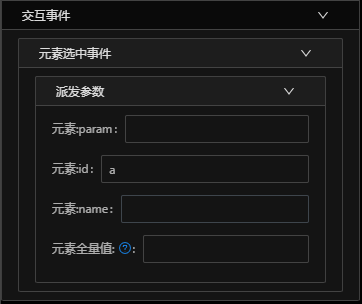 交互事件
元素选中事件
派发参数
元素:param：
元素:id： a
元素:name：
元素全量值: ?：